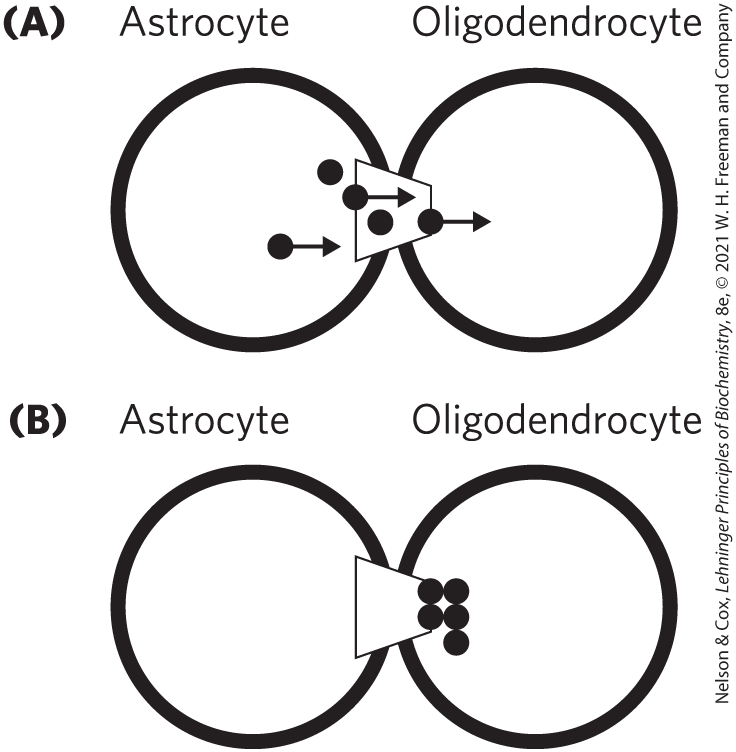 (A) Astrocyte Oligodendrocyte
(B) Astrocyte Oligodendrocyte
Nelson & Cox, Lehninger Principles of Biochemistry, 8e, © 2021 W. H. Freeman and Company